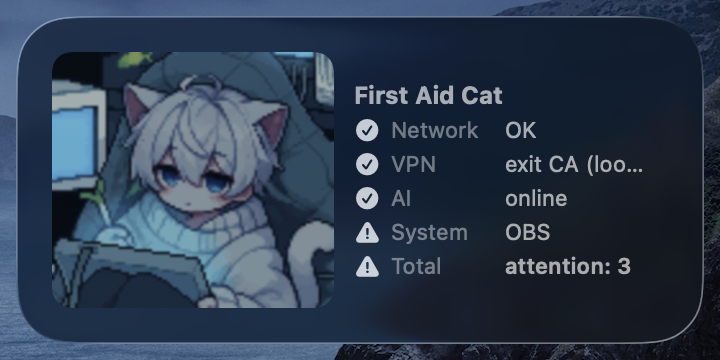 First Aid Cat
Network OK
VPN exit CA (loo...
AI online
System OBS
Total attention: 3